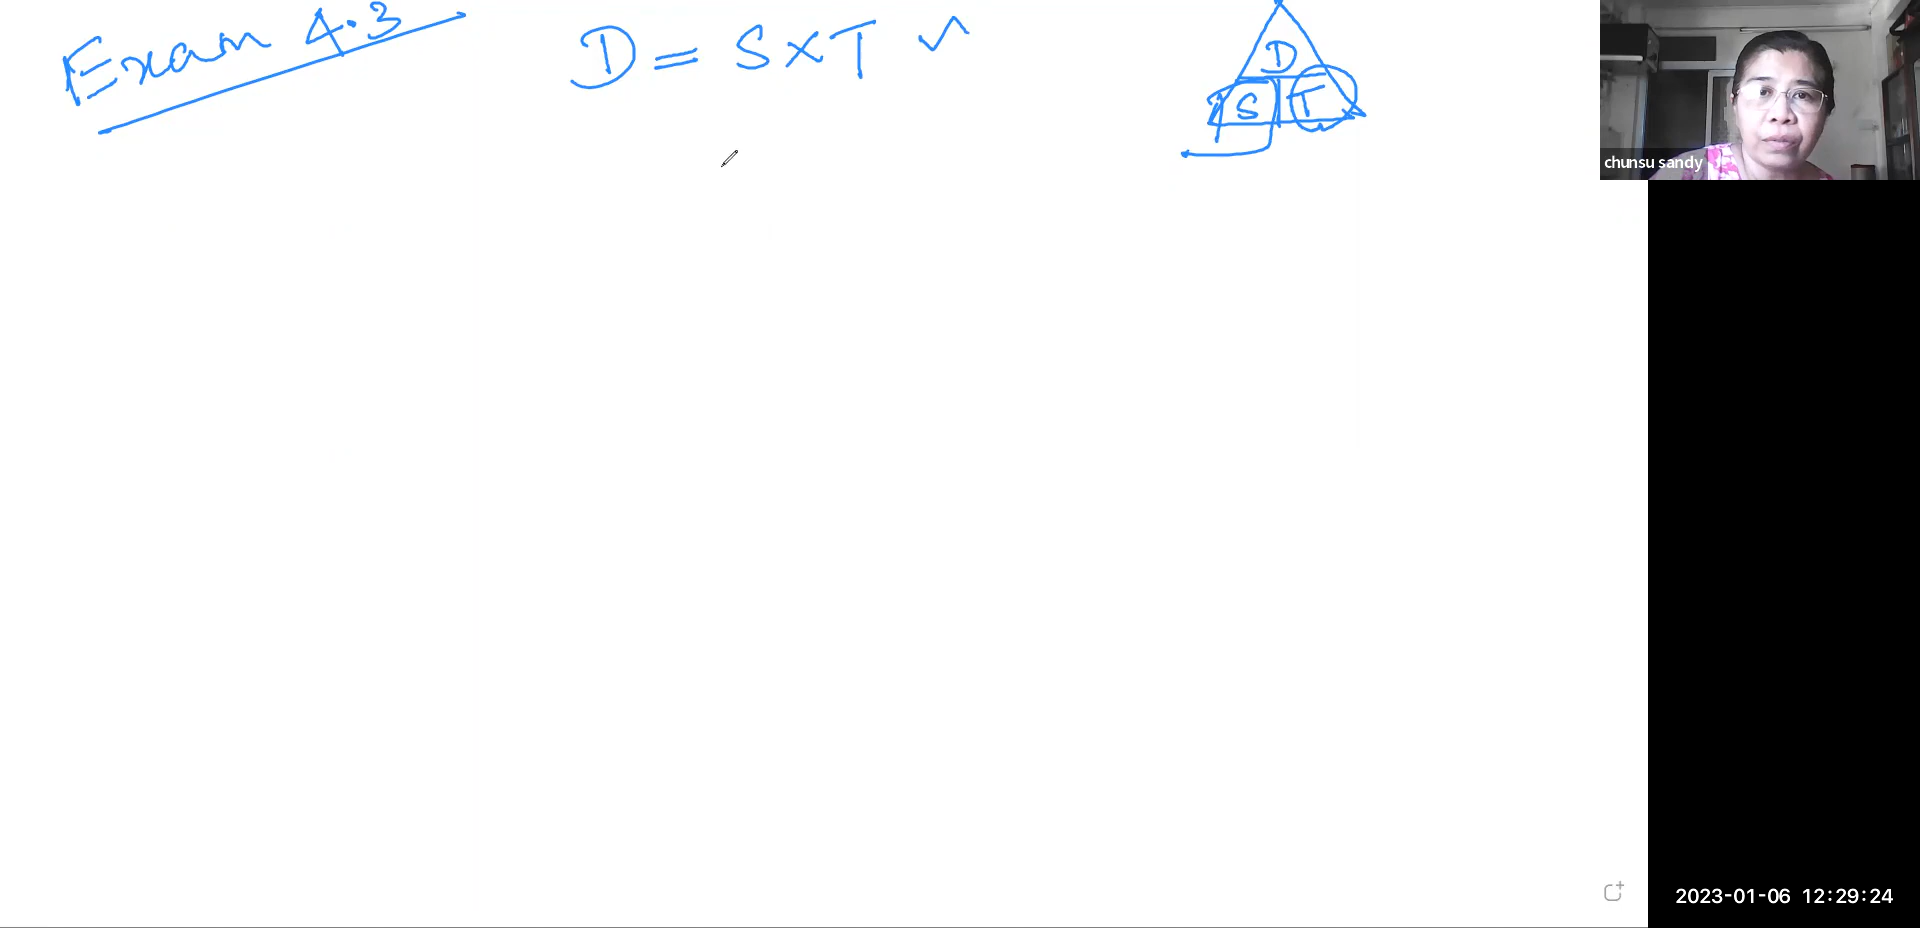 Exam 4.3
D = S × T
D
S T
chunsu sandy
2023-01-06 12:29:24